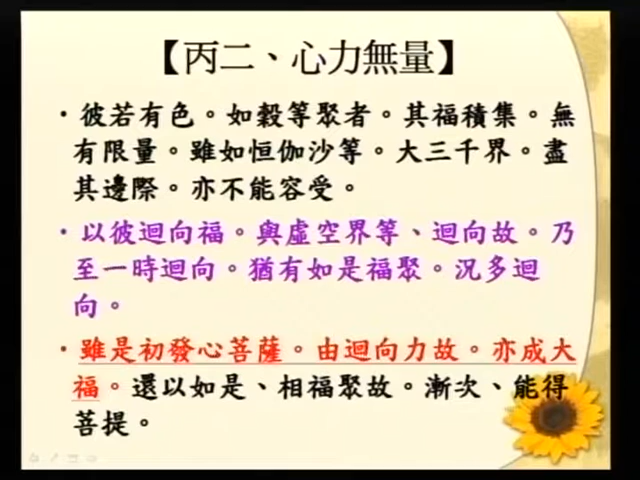 【丙二、心力無量】
・彼若有色。如穀等聚者。其福積集。無
有限量。雖如恒伽沙等。大三千界。盡
其邊際。亦不能容受。
・以彼迴向福。與虛空界等、迴向故。乃
至一時迴向。猶有如是福聚。況多迴
向。
・雖是初發心菩薩。由迴向力故。亦成大
福。還以如是、相福聚故。漸次、能得
菩提。